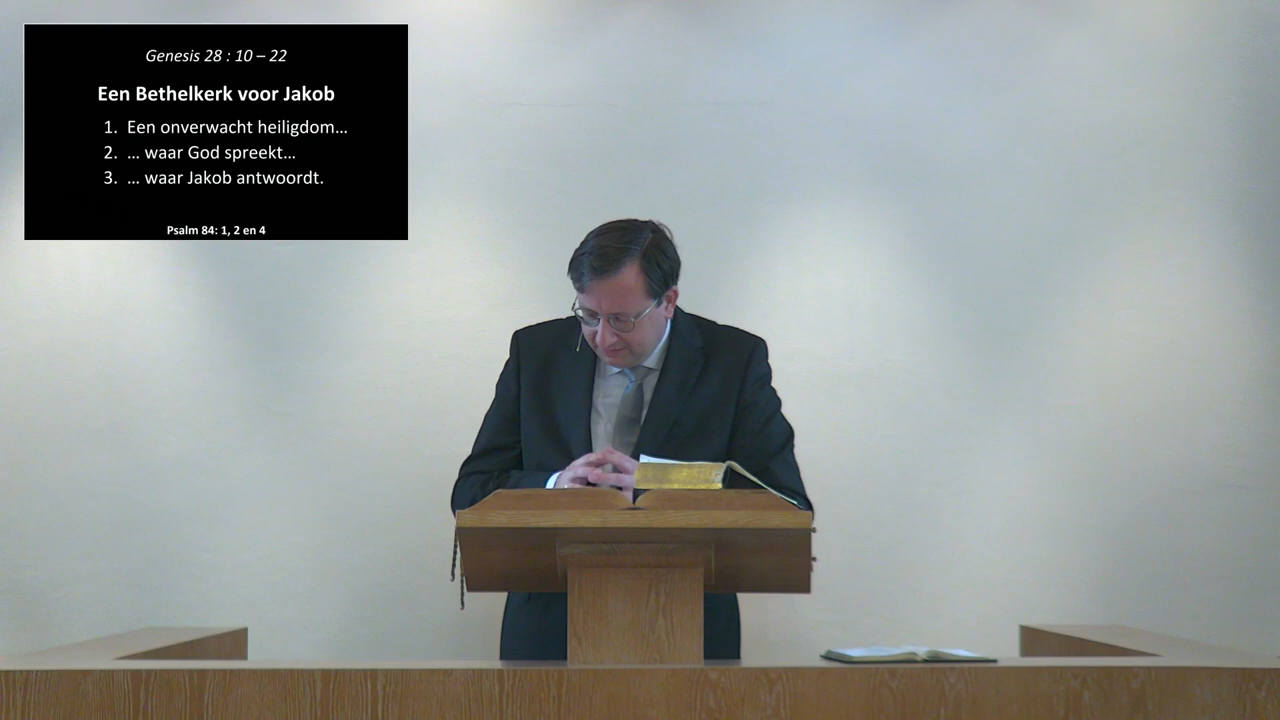 Genesis 28 : 10 – 22
Een Bethelkerk voor Jakob
1. Een onverwacht heiligdom...
2. ... waar God spreekt...
3. ... waar Jakob antwoordt.
Psalm 84: 1, 2 en 4